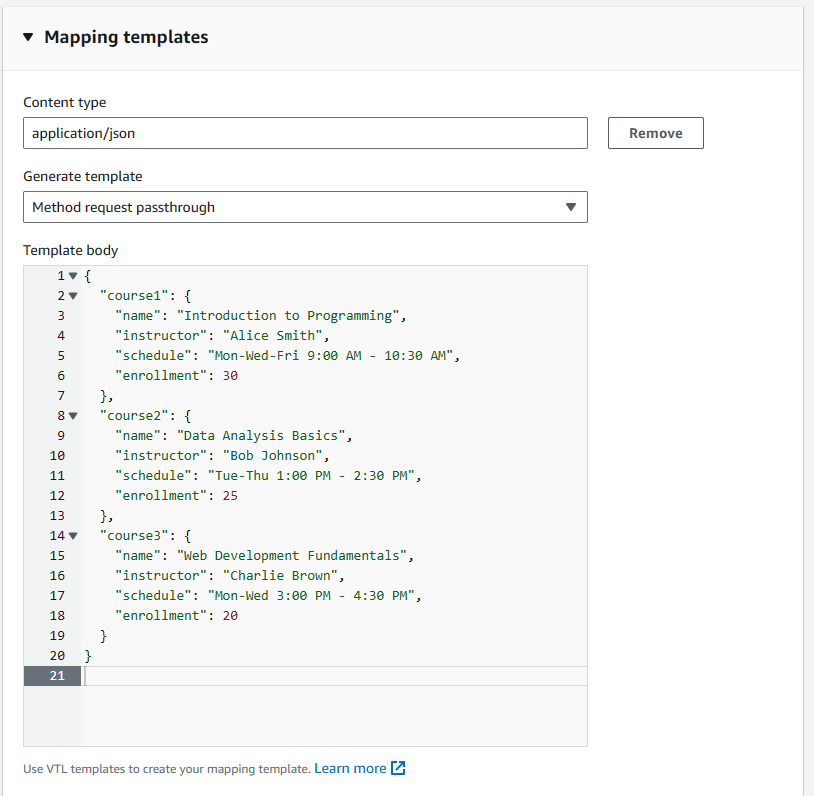 Mapping templates
Content type
application/json
Remove
Generate template
Method request passthrough
Template body
1 {
2   "course1": {
3     "name": "Introduction to Programming",
4     "instructor": "Alice Smith",
5     "schedule": "Mon-Wed-Fri 9:00 AM - 10:30 AM",
6     "enrollment": 30
7   },
8   "course2": {
9     "name": "Data Analysis Basics",
10     "instructor": "Bob Johnson",
11     "schedule": "Tue-Thu 1:00 PM - 2:30 PM",
12     "enrollment": 25
13   },
14   "course3": {
15     "name": "Web Development Fundamentals",
16     "instructor": "Charlie Brown",
17     "schedule": "Mon-Wed 3:00 PM - 4:30 PM",
18     "enrollment": 20
19   }
20 }
21
Use VTL templates to create your mapping template. Learn more